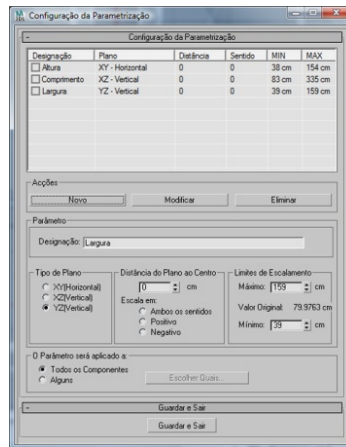 Configuração da Parametrização
- Configuração da Parametrização
Designação Plano Distância Sentido MIN MAX
Altura XY - Horizontal 0 0 38 cm 154 cm
Comprimento XZ - Vertical 0 0 83 cm 335 cm
Largura YZ - Vertical 0 0 39 cm 159 cm
Acções
Novo Modificar Eliminar
Parâmetro
Designação: Largura
Tipo de Plano Distância do Plano ao Centro Limites de Escalamento
XY(Horizontal) 0 cm Máximo: 159 cm
XZ(Vertical) Escala em:
YZ(Vertical) Ambos os sentidos Valor Original: 79.9763 cm
Positivo
Negativo Mínimo: 39 cm
O Parâmetro será aplicado a:
Todos os Componentes
Alguns Escolher Quais...
- Guardar e Sair
Guardar e Sair